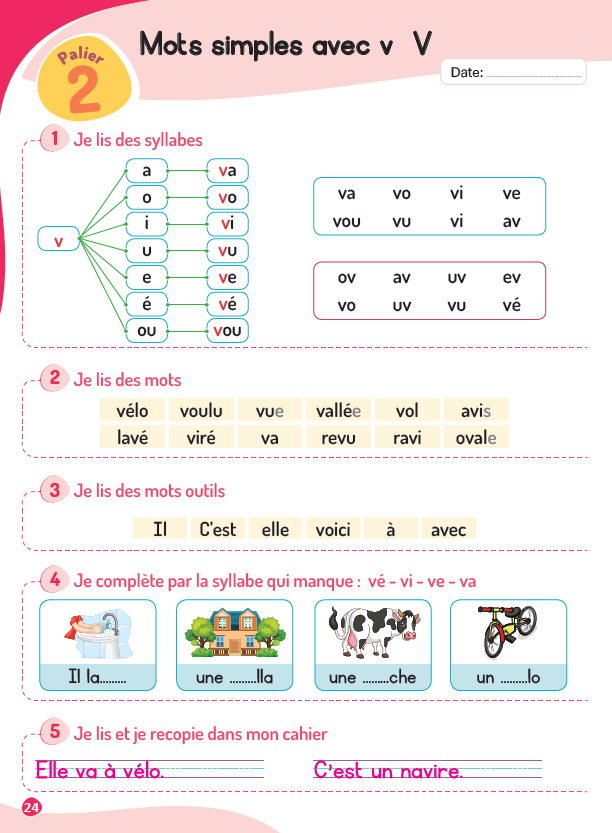 Mots simples avec v V
Palier
2
Date: ........................................
1 Je lis des syllabes
v
a va
o vo
i vi
u vu
e ve
é vé
ou vou
va vo vi ve
vou vu vi av
ov av uv ev
vo uv vu vé
2 Je lis des mots
vélo voulu vue vallée vol avis
lavé viré va revu ravi ovale
3 Je lis des mots outils
Il C'est elle voici à avec
4 Je complète par la syllabe qui manque : vé - vi - ve - va
Il la.........
une .........lla
une .........che
un .........lo
5 Je lis et je recopie dans mon cahier
Elle va à vélo.
C'est un navire.
24